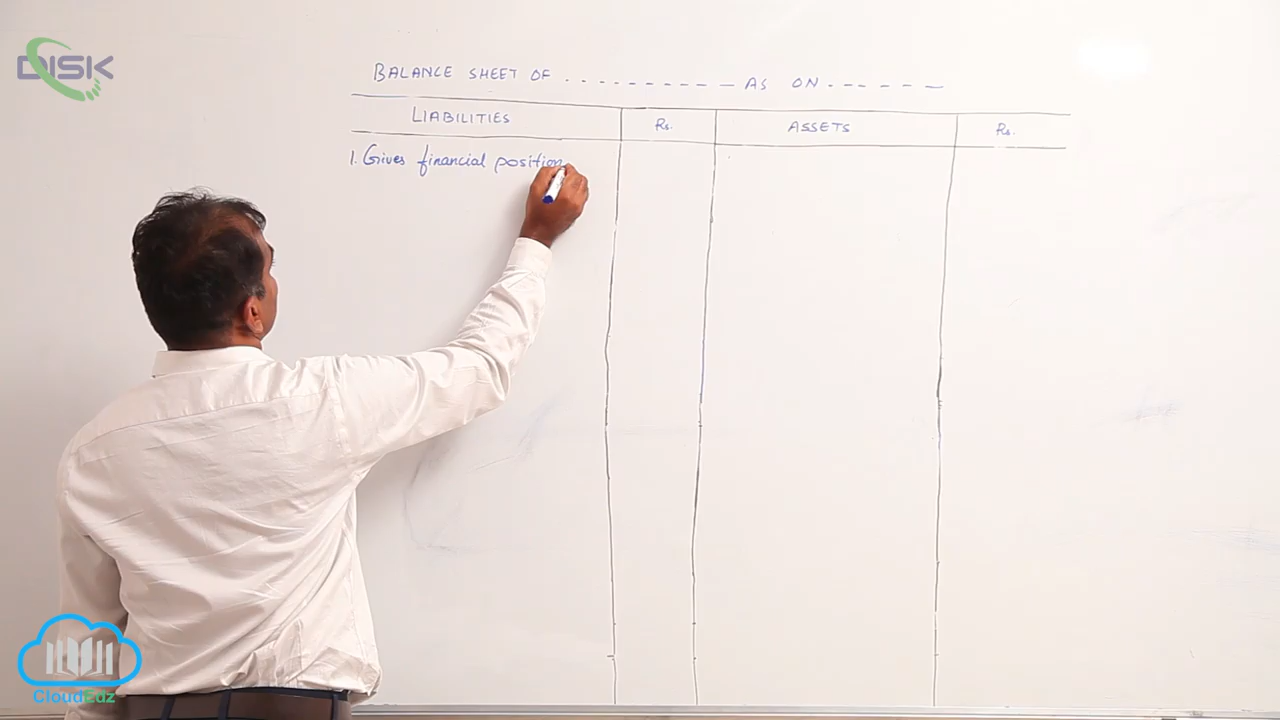 DISK
BALANCE SHEET OF ............ AS ON ........
LIABILITIES Rs. ASSETS Rs.
1. Gives financial position
CloudEdz